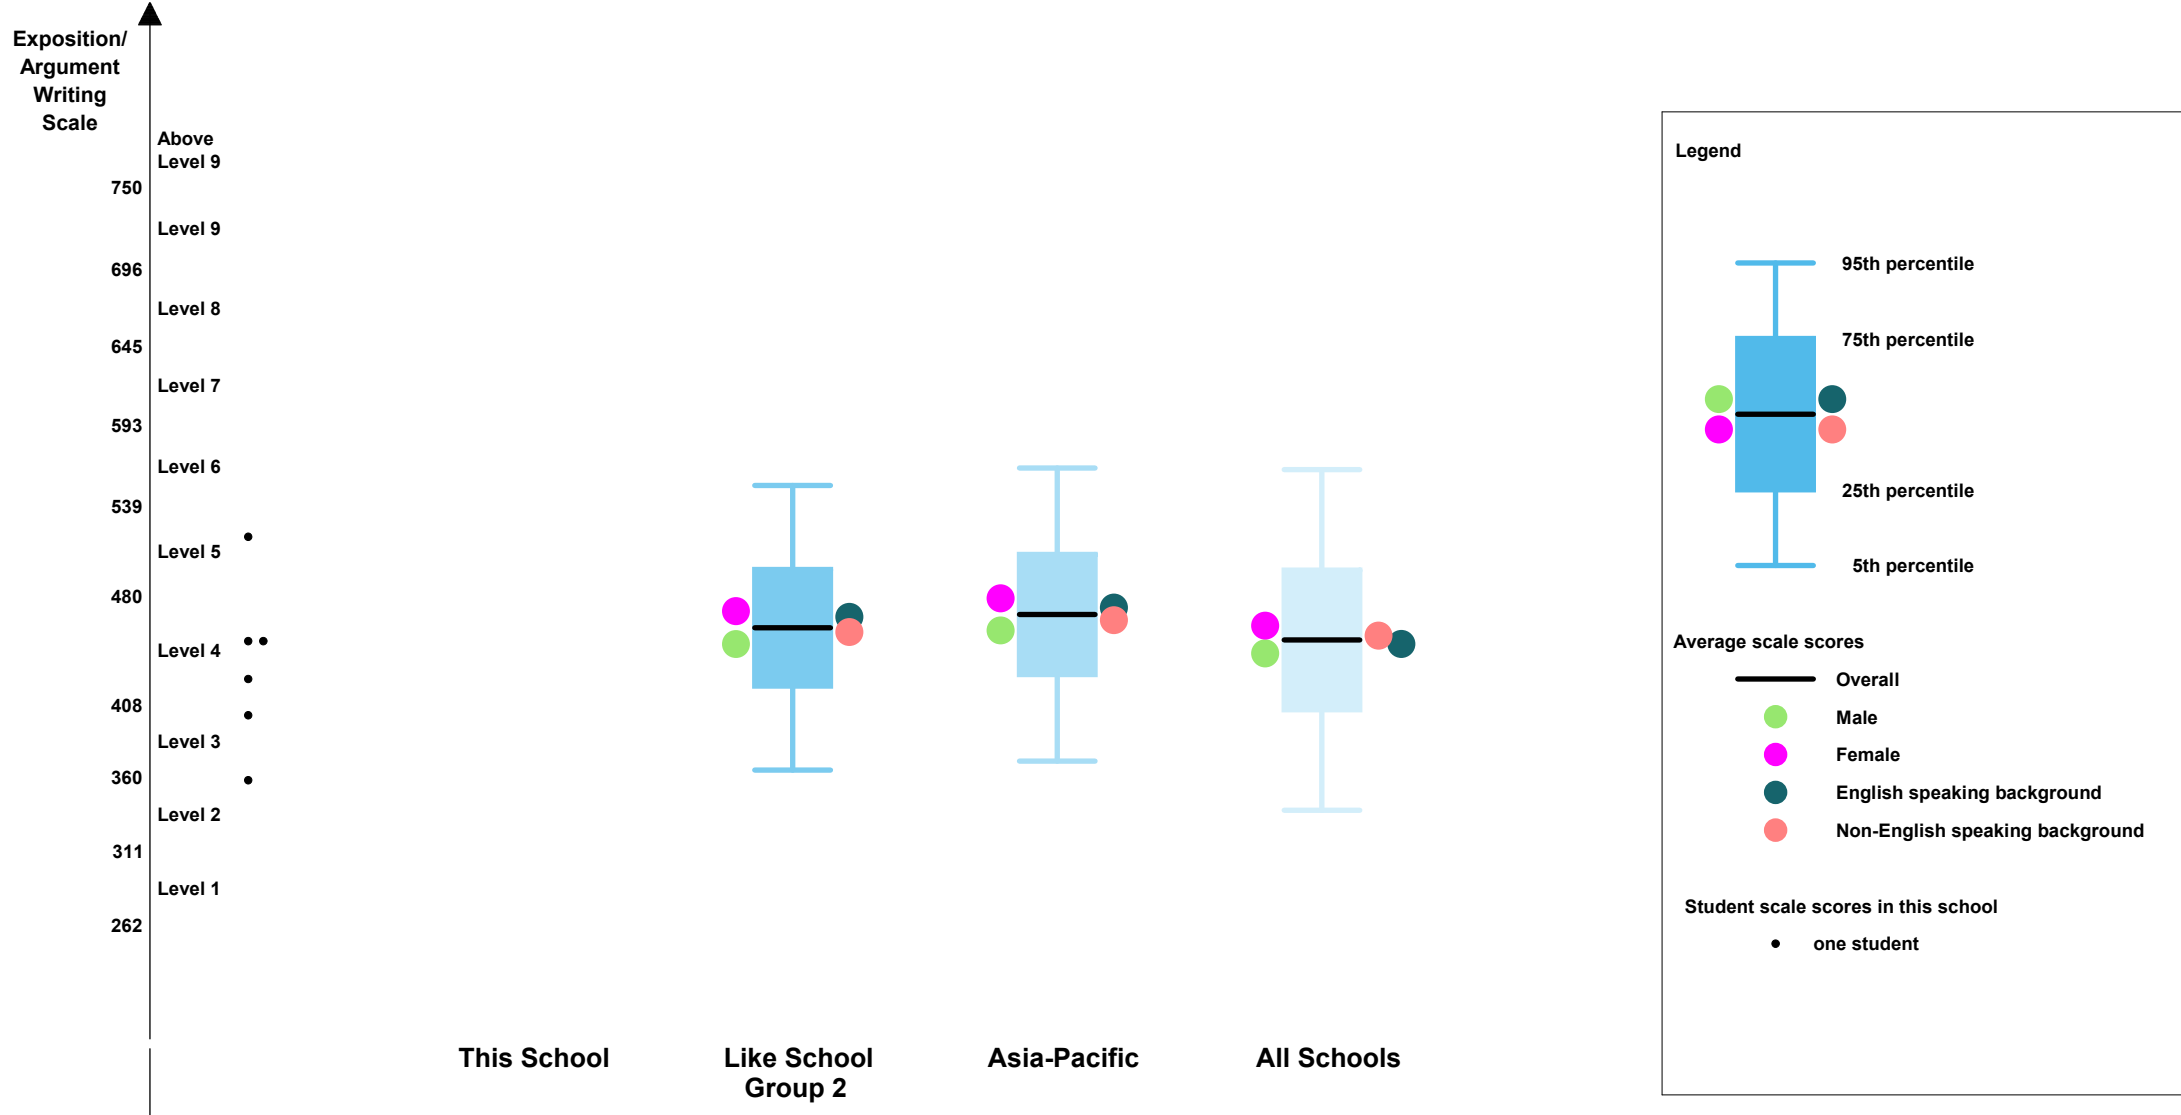 Exposition/
Argument
Writing
Scale
Above
Level 9
750
Level 9
696
Level 8
645
Level 7
593
Level 6
539
Level 5
480
Level 4
408
Level 3
360
Level 2
311
Level 1
262
This School
Like School
Group 2
Asia-Pacific
All Schools
Legend
95th percentile
75th percentile
25th percentile
5th percentile
Average scale scores
Overall
Male
Female
English speaking background
Non-English speaking background
Student scale scores in this school
one student